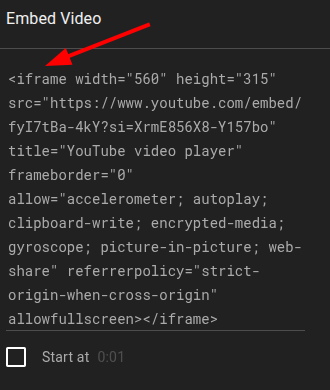 Embed Video
<iframe width="560" height="315"
src="https://www.youtube.com/embed/
fyI7tBa-4kY?si=XrmE856X8-Y157bo"
title="YouTube video player"
frameborder="0"
allow="accelerometer; autoplay;
clipboard-write; encrypted-media;
gyroscope; picture-in-picture; web-
share" referrerpolicy="strict-
origin-when-cross-origin"
allowfullscreen></iframe>
Start at 0:01